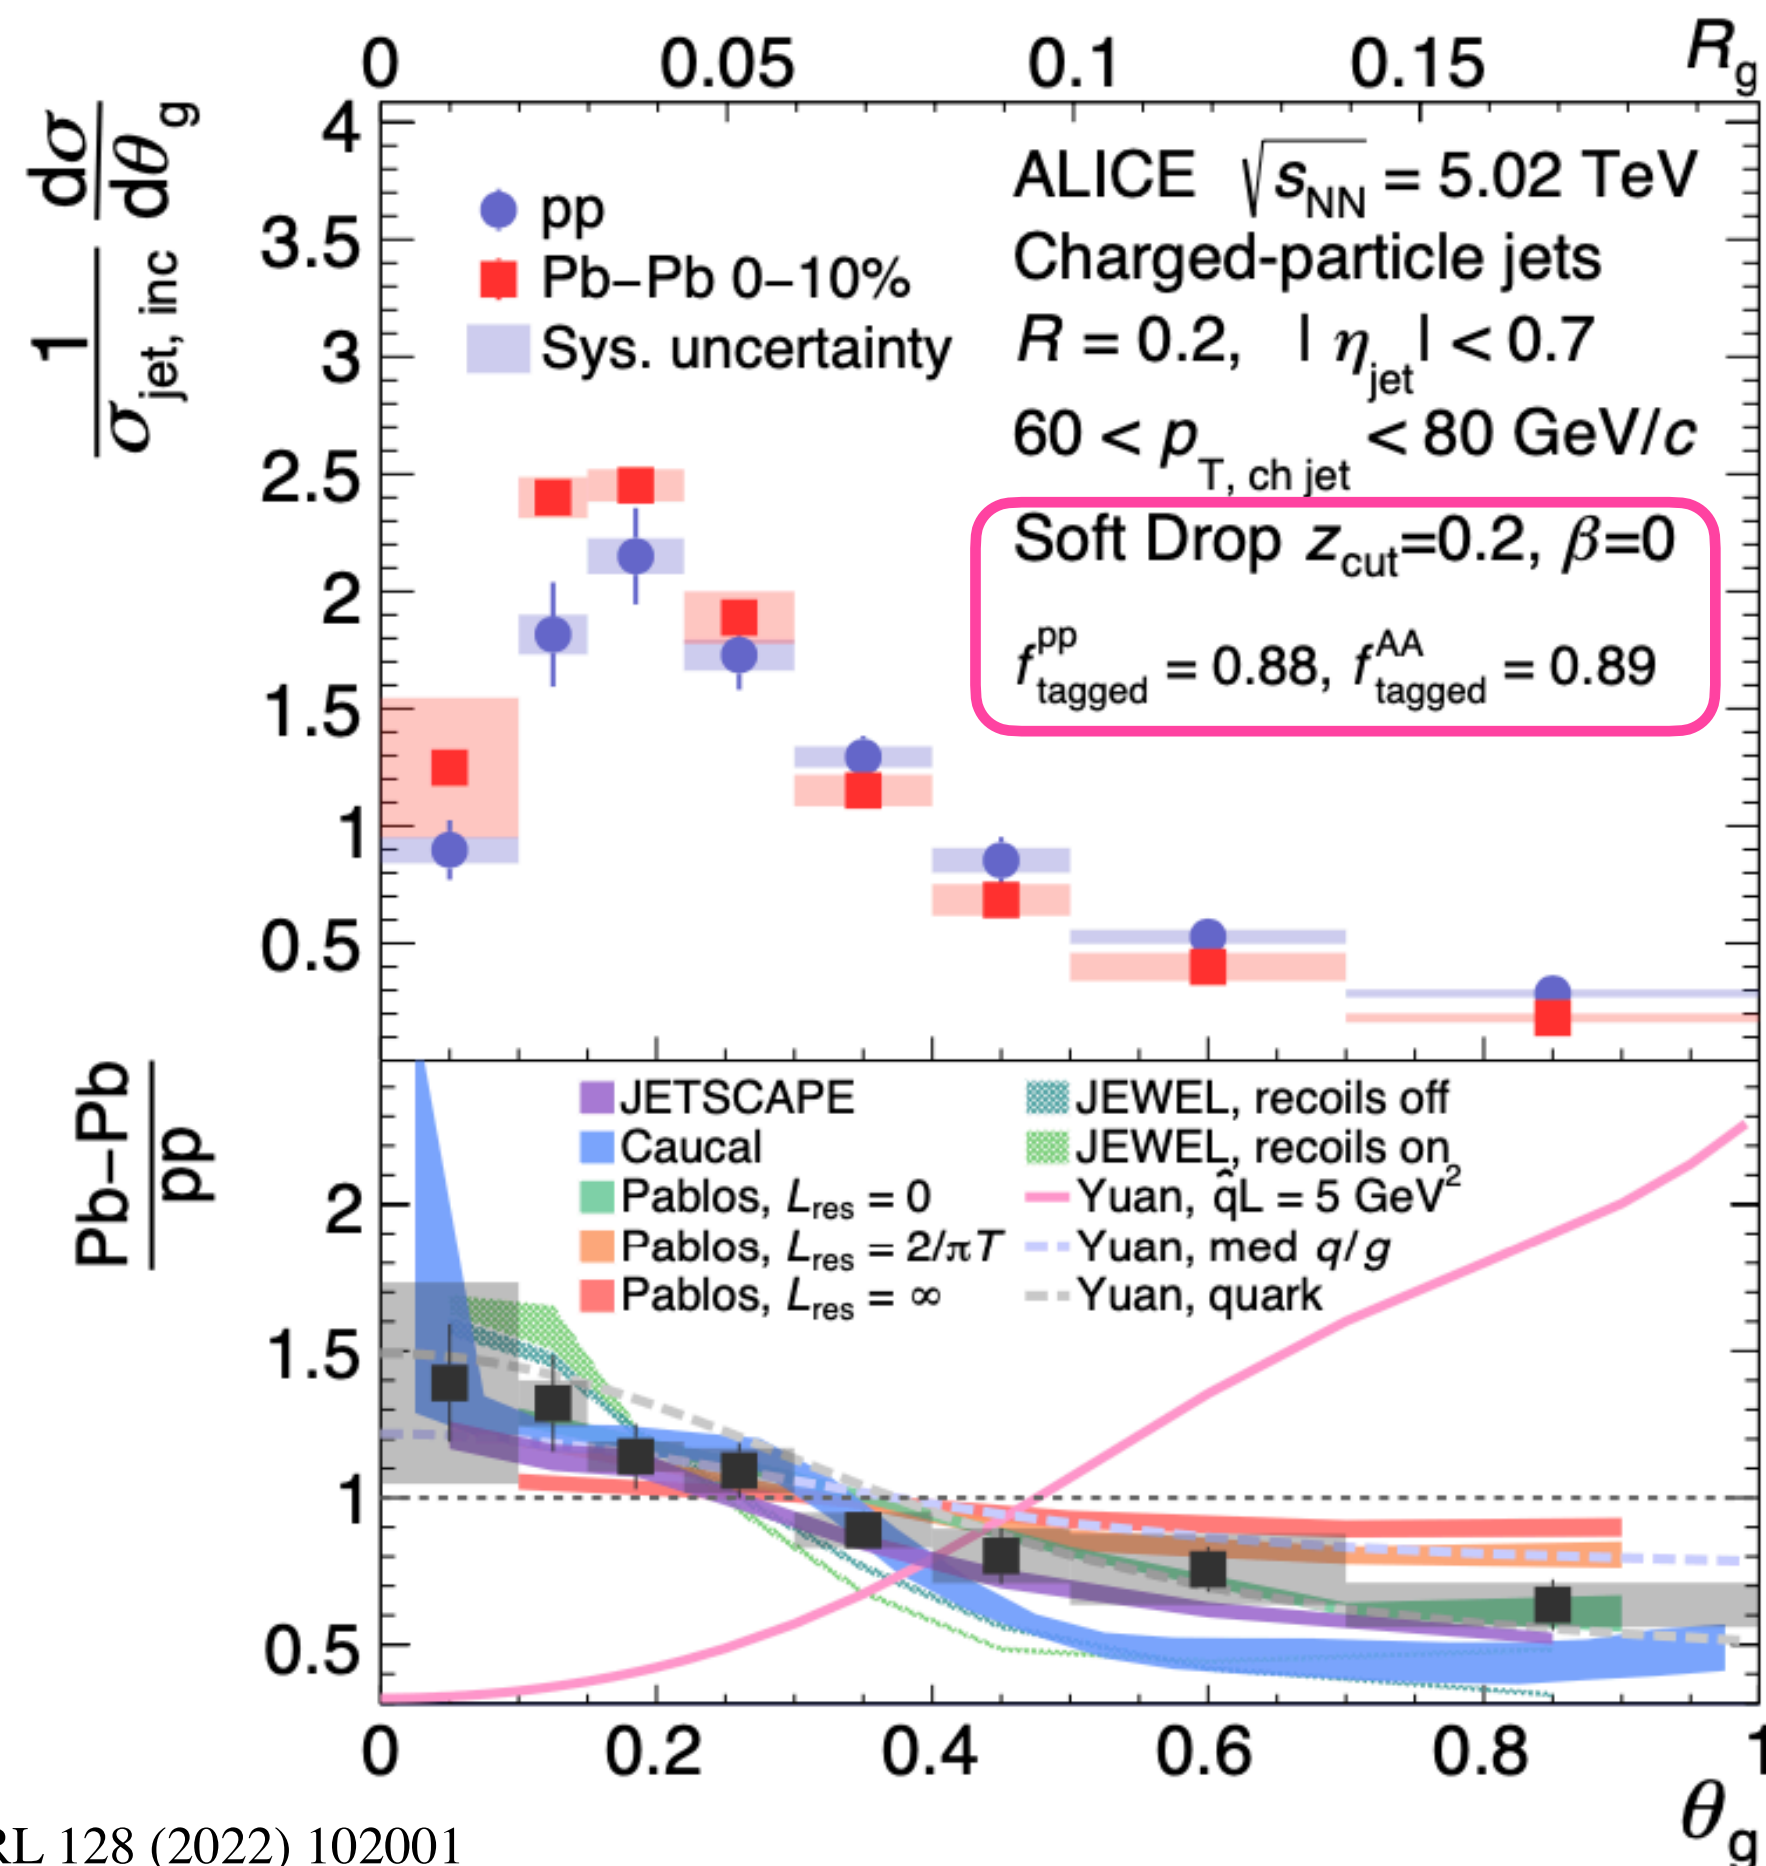 0 0.05 0.1 0.15 R_g
1/σ_jet, inc dσ/dθ_g
4
3.5
3
2.5
2
1.5
1
0.5
pp
Pb–Pb 0–10%
Sys. uncertainty
ALICE √s_NN = 5.02 TeV
Charged-particle jets
R = 0.2, | η_jet | < 0.7
60 < p_T, ch jet < 80 GeV/c
Soft Drop z_cut=0.2, β=0
f_tagged^pp = 0.88, f_tagged^AA = 0.89
Pb–Pb/pp
2
1.5
1
0.5
JETSCAPE
Caucal
Pablos, L_res = 0
Pablos, L_res = 2/πT
Pablos, L_res = ∞
JEWEL, recoils off
JEWEL, recoils on
Yuan, q̂L = 5 GeV²
Yuan, med q/g
Yuan, quark
0 0.2 0.4 0.6 0.8 1
θ_g
RL 128 (2022) 102001